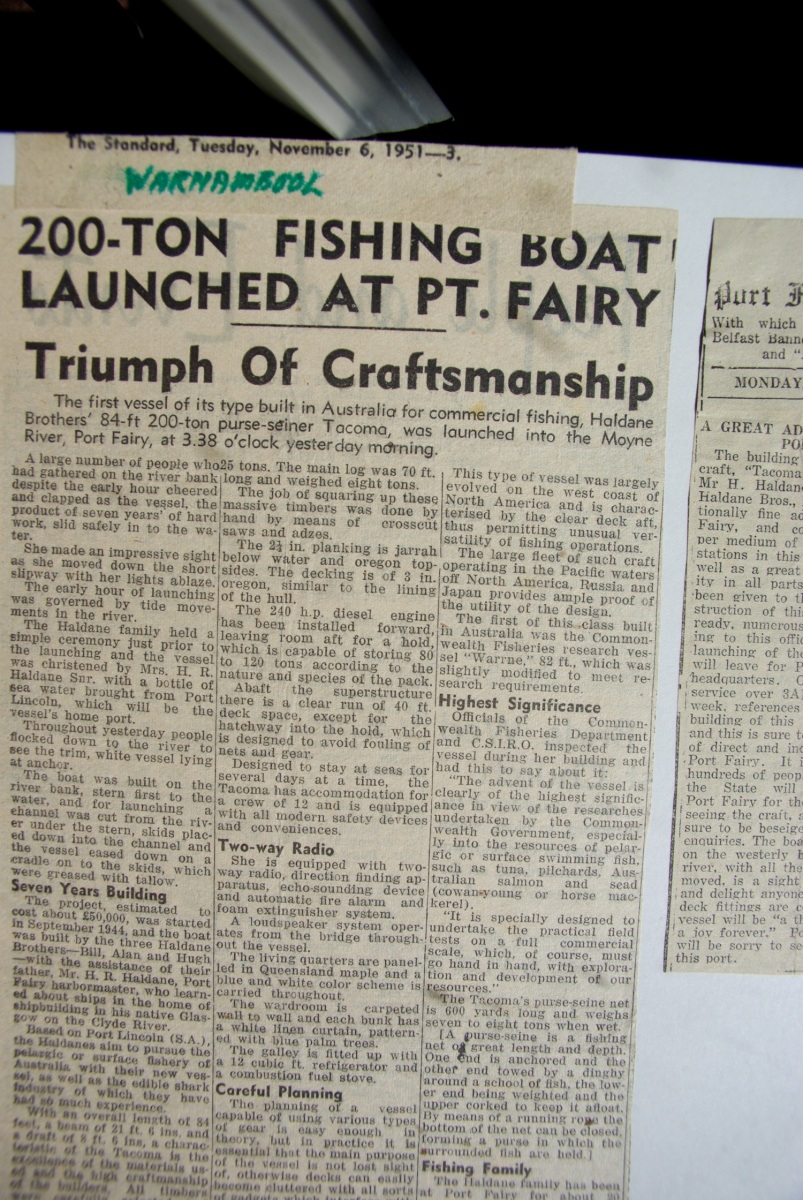 The Standard, Tuesday, November 6, 1951—3.
WARNAMBOOL
200-TON FISHING BOAT
LAUNCHED AT PT. FAIRY
Triumph Of Craftsmanship
The first vessel of its type built in Australia for commercial fishing, Haldane
Brothers' 84-ft 200-ton purse-seiner Tacoma, was launched into the Moyne
River, Port Fairy, at 3.38 o'clock yesterday morning.
A large number of people who
had gathered on the river bank
despite the early hour cheered
and clapped as the vessel, the
product of seven years' of hard
work, slid safely in to the wa-
ter.
She made an impressive sight
as she moved down the short
slipway with her lights ablaze.
The early hour of launching
was governed by tide move-
ments in the river.
The Haldane family held a
simple ceremony just prior to
the launching and the vessel
was christened by Mrs. H. R.
Haldane Snr. with a bottle of
sea water brought from Port
Lincoln, which will be the
vessel's home port.
Throughout yesterday people
flocked down to the river to
see the trim, white vessel lying
at anchor.
The boat was built on the
river bank, stern first to the
water, and for launching a
channel was cut from the riv-
er under the stern, skids plac-
ed down into the channel and
the vessel eased down on a
cradle on to the skids, which
were greased with tallow.
Seven Years Building
The project, estimated to
cost about £50,000, was started
in September 1944, and the boat
was built by the three Haldane
Brothers—Bill, Alan and Hugh
—with the assistance of their
father, Mr. H. R. Haldane, Port
Fairy harbormaster, who learn-
ed about ships in the home of
shipbuilding in his native Glas-
gow on the Clyde River.
Based on Port Lincoln (S.A.),
the Haldanes aim to pursue the
pelargic or surface fishery of
Australia with their new ves-
sel, as well as the edible shark
industry of which they have
had so much experience.
With an overall length of 84
feet, a beam of 21 ft. 6 ins. and
a draft of 8 ft. 6 ins, a charac-
teristic of the Tacoma is the
excellence of the materials us-
ed and the high craftsmanship
of the builders. All timbers
25 tons. The main log was 70 ft.
long and weighed eight tons.
The job of squaring up these
massive timbers was done by
hand by means of crosscut
saws and adzes.
The 2½ in. planking is jarrah
below water and oregon top-
sides. The decking is of 3 in.
oregon, similar to the lining
of the hull.
The 240 h.p. diesel engine
has been installed forward,
leaving room aft for a hold,
which is capable of storing 80
to 120 tons according to the
nature and species of the pack.
Abaft the superstructure
there is a clear run of 40 ft.
deck space, except for the
hatchway into the hold, which
is designed to avoid fouling of
nets and gear.
Designed to stay at seas for
several days at a time, the
Tacoma has accommodation for
a crew of 12 and is equipped
with all modern safety devices
and conveniences.
Two-way Radio
She is equipped with two-
way radio, direction finding ap-
paratus, echo-sounding device
and automatic fire alarm and
foam extinguisher system.
A loudspeaker system oper-
ates from the bridge through-
out the vessel.
The living quarters are panel-
led in Queensland maple and a
blue and white color scheme is
carried throughout.
The wardroom is carpeted
wall to wall and each bunk has
a white linen curtain, pattern-
ed with blue palm trees.
The galley is fitted up with
a 12 cubic ft. refrigerator and
a combustion fuel stove.
Careful Planning
The planning of a vessel
capable of using various types
of gear is easy enough in
theory, but in practice it is
essential that the main purpose
of the vessel is not lost sight
of, otherwise decks can easily
become cluttered with all sorts
This type of vessel was largely
evolved on the west coast of
North America and is charac-
terised by the clear deck aft,
thus permitting unusual ver-
satility of fishing operations.
The large fleet of such craft
operating in the Pacific waters
off North America, Russia and
Japan provides ample proof of
the utility of the design.
The first of this class built
in Australia was the Common-
wealth Fisheries research ves-
sel "Warrne," 82 ft., which was
slightly modified to meet re-
search requirements.
Highest Significance
Officials of the Common-
wealth Fisheries Department
and C.S.I.R.O. inspected the
vessel during her building and
had this to say about it:
"The advent of the vessel is
clearly of the highest signific-
ance in view of the researches
undertaken by the Common-
wealth Government, especial-
ly into the resources of pelar-
gic or surface swimming fish,
such as tuna, pilchards, Aus-
tralian salmon and sead
(cowanyoung or horse mac-
kerel).
"It is specially designed to
undertake the practical field
tests on a full commercial
scale, which, of course, must
go hand in hand, with explora-
tion and development of our
resources."
The Tacoma's purse-seine net
is 600 yards long and weighs
seven to eight tons when wet.
[A purse-seine is a fishing
net of great length and depth.
One end is anchored and the
other end towed by a dinghy
around a school of fish, the low-
er end being weighted and the
upper corked to keep it afloat.
By means of a running rope the
bottom of the net can be closed,
forming a purse in which the
surrounded fish are held.]
Fishing Family
The Haldane family has been
at Port Fairy for about
Port F
With which
Belfast Bann
and "
MONDAY
A GREAT AD
PO
The building
craft, "Tacoma
Mr H. Haldan
Haldane Bros.,
tionally fine ad
Fairy, and co
per medium of
stations in this
well as a great
ity in all parts
been given to th
struction of thi
ready, numerous
ing to this offic
launching of the
will leave for P
headquarters. C
service over 3A
week, references
building of this
and this is sure t
of direct and ind
Port Fairy. It i
hundreds of peop
the State will
Port Fairy for th
seeing the craft, a
sure to be beseige
enquiries. The boa
on the westerly b
river, with all the
moved, is a sight
and delight anyon
deck fittings are c
vessel will be "a th
a joy forever." Fo
will be sorry to se
this port.